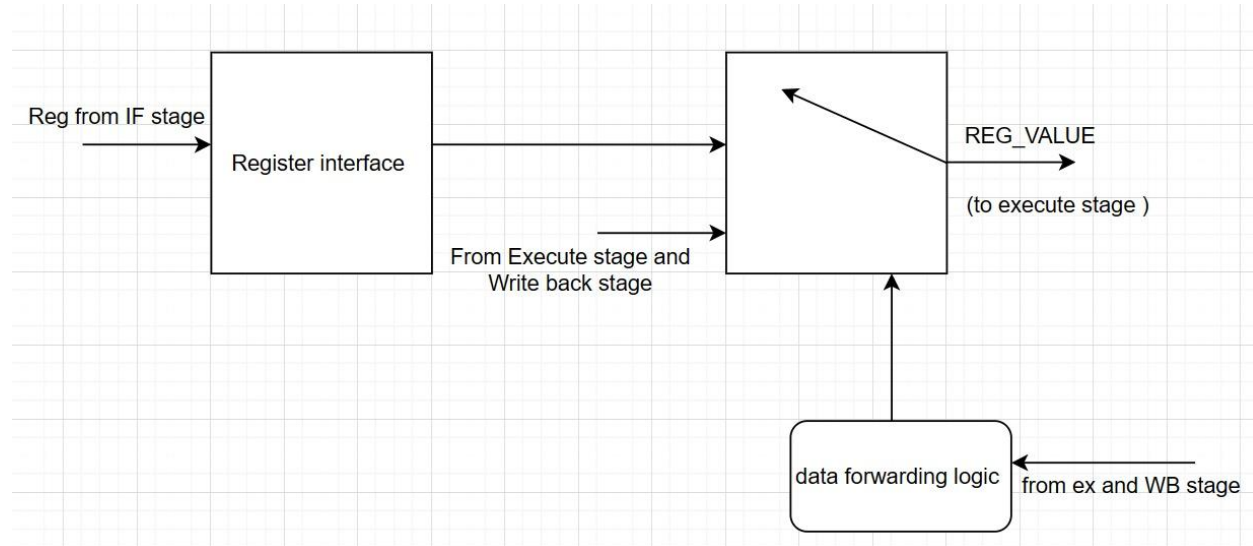 Reg from IF stage
Register interface
REG_VALUE
(to execute stage )
From Execute stage and
Write back stage
data forwarding logic
from ex and WB stage